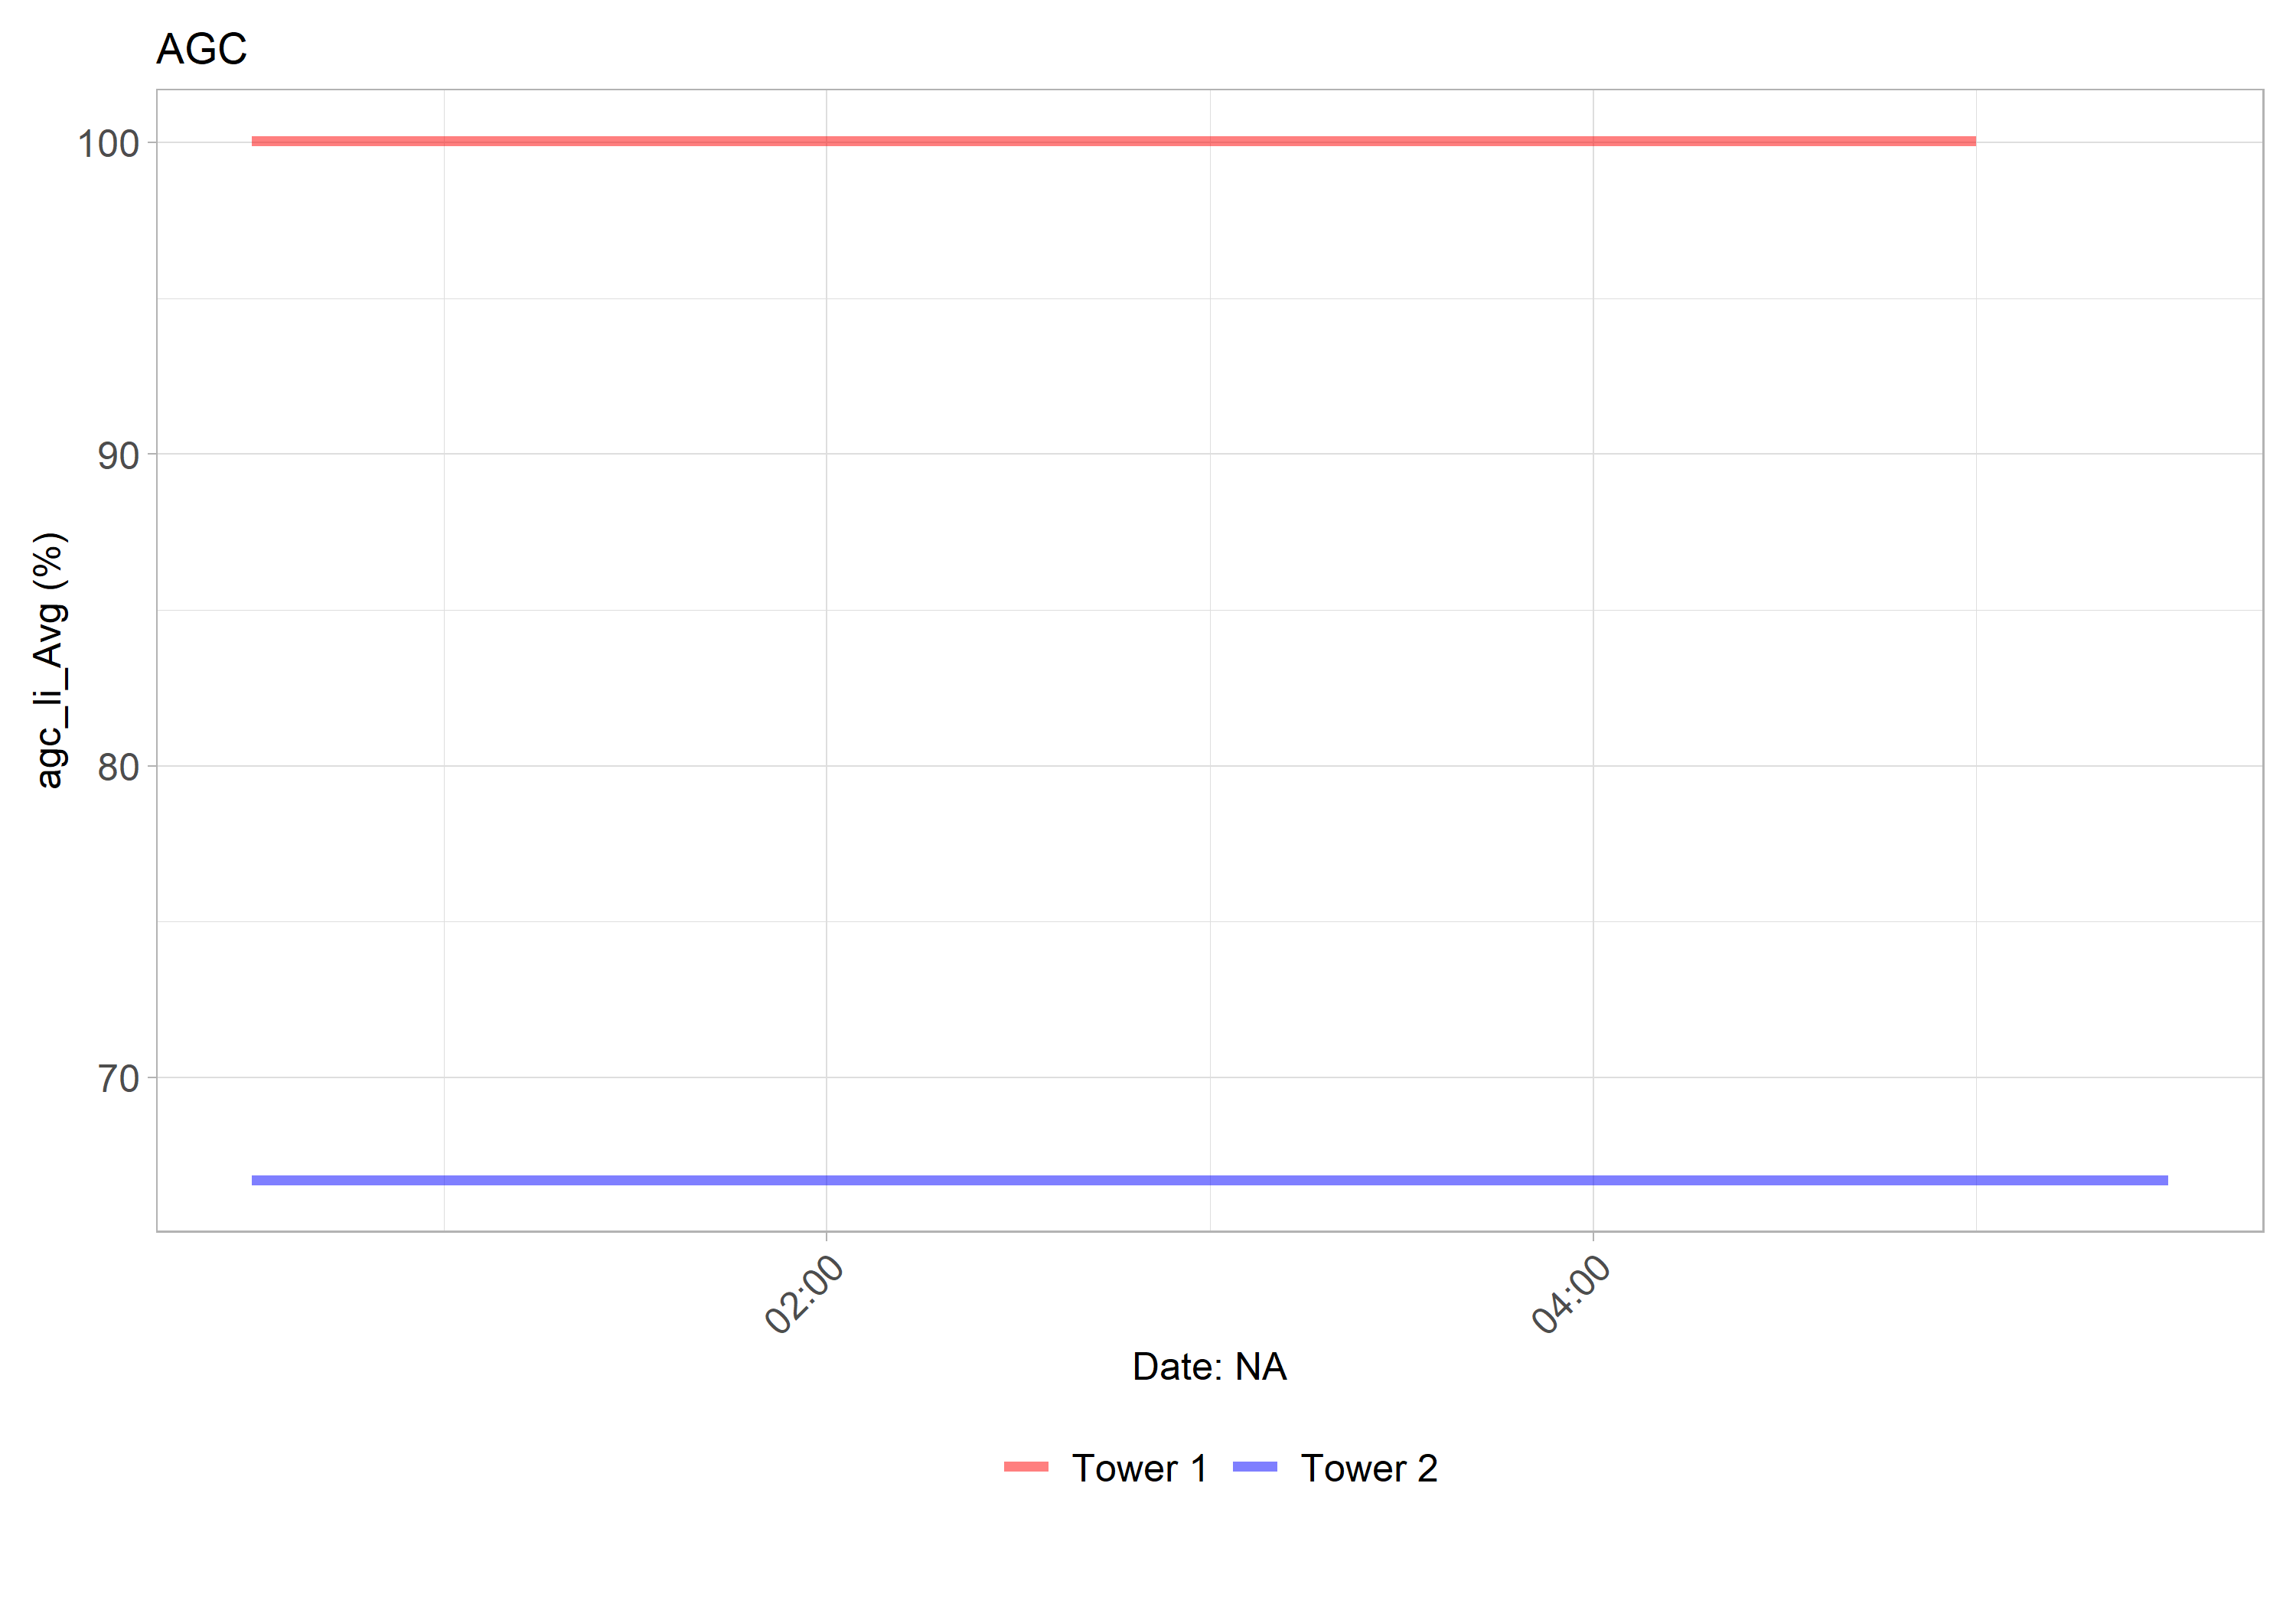 AGC
agc_li_Avg (%)
100
90
80
70
02:00
04:00
Date: NA
Tower 1
Tower 2